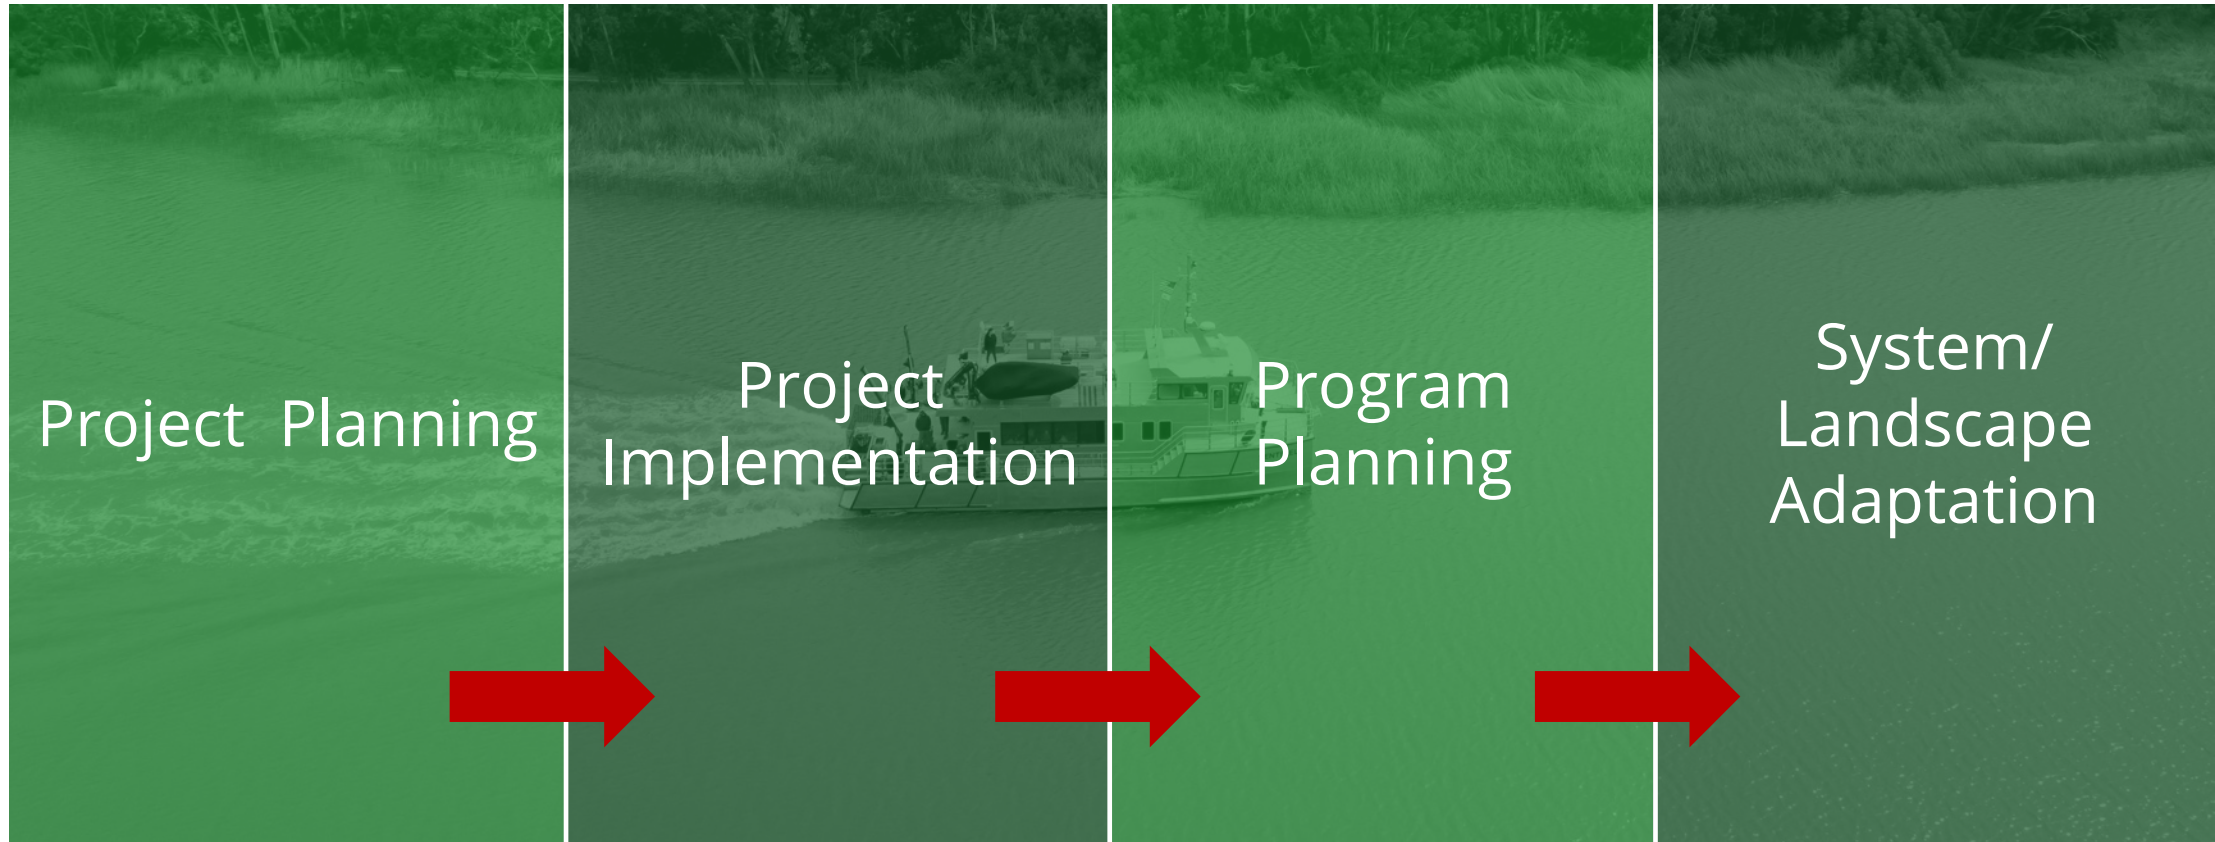 Project Planning
Project
Implementation
Program
Planning
System/
Landscape
Adaptation